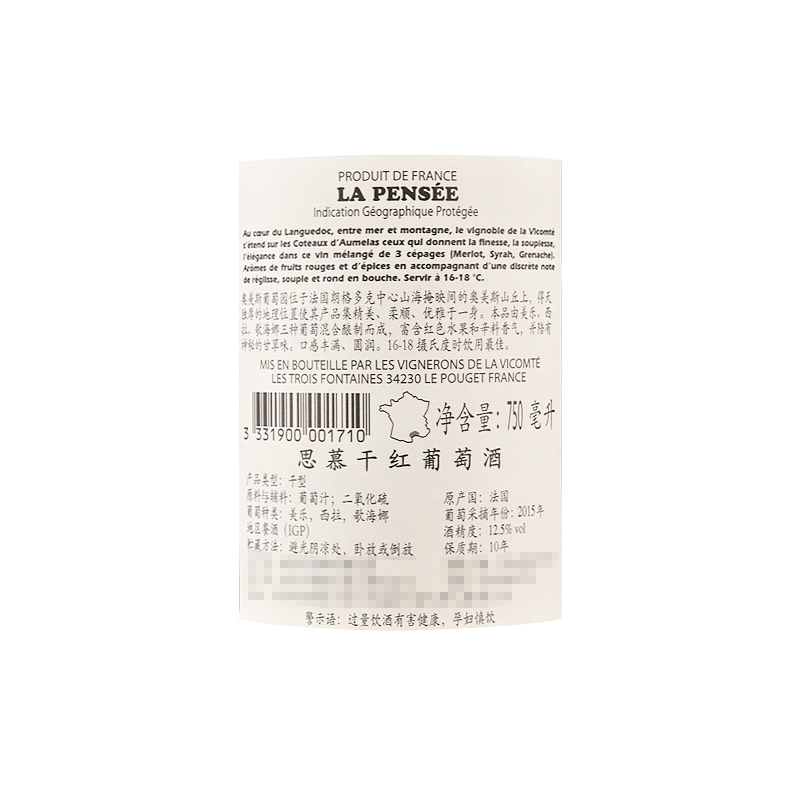 PRODUIT DE FRANCE
LA PENSÉE
Indication Géographique Protégée
Au cœur du Languedoc, entre mer et montagne, le vignoble de la Vicomté
s'étend sur les Coteaux d'Aumelas ceux qui donnent la finesse, la souplesse,
l'élégance dans ce vin mélangé de 3 cépages (Merlot, Syrah, Grenache).
Arômes de fruits rouges et d'épices en accompagnant d'une discrète note
de réglisse, souple et rond en bouche. Servir à 16-18 °C.
奥美斯葡萄园位于法国朗格多克中心山海掩映间的奥美斯山丘上，得天
独厚的地理位置使其产品集精美、柔顺、优雅于一身。本品由美乐、西
拉、歌海娜三种葡萄混合酿制而成，富含红色水果和辛料香气，并陪有
神秘的甘草味。口感丰满、圆润。16-18 摄氏度时饮用最佳。
MIS EN BOUTEILLE PAR LES VIGNERONS DE LA VICOMTÉ
LES TROIS FONTAINES 34230 LE POUGET FRANCE
3 331900 001710
净含量：750 毫升
思慕干红葡萄酒
产品类型：干型
原料与辅料：葡萄汁；二氧化硫
葡萄种类：美乐，西拉，歌海娜
地区餐酒（IGP）
贮藏方法：避光阴凉处、卧放或倒放
原产国：法国
葡萄采摘年份：2015年
酒精度：12.5% vol
保质期：10年
警示语：过量饮酒有害健康，孕妇慎饮